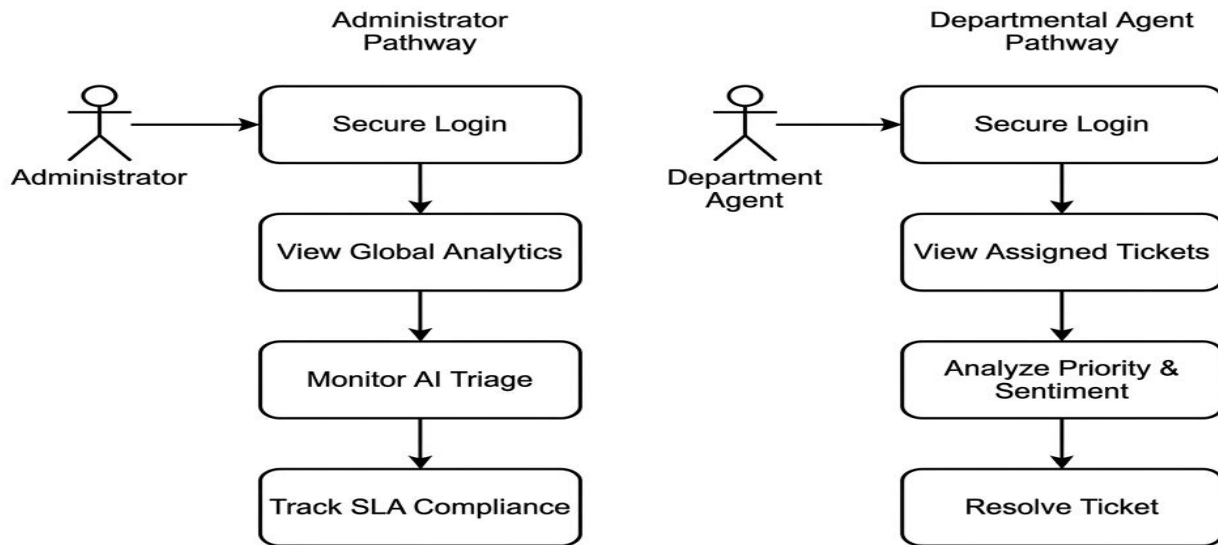 Administrator
Pathway
Administrator
Secure Login
View Global Analytics
Monitor AI Triage
Track SLA Compliance
Departmental Agent
Pathway
Department
Agent
Secure Login
View Assigned Tickets
Analyze Priority &
Sentiment
Resolve Ticket